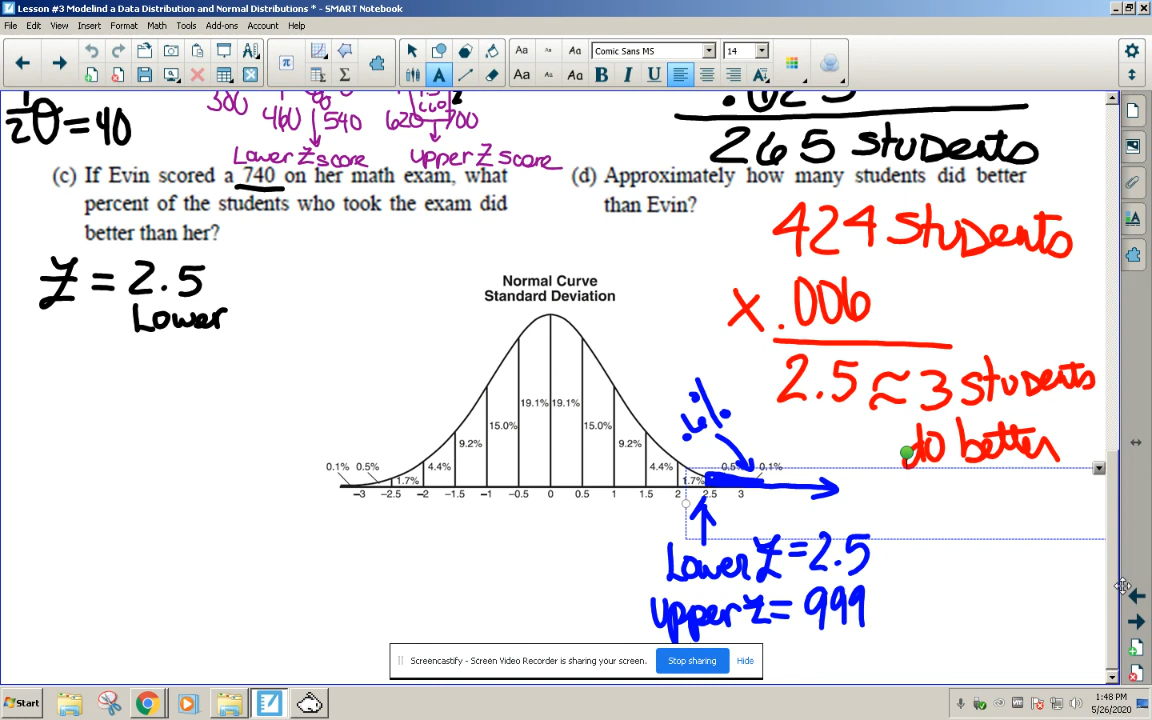 Lesson #3 Modelind a Data Distribution and Normal Distributions * - SMART Notebook
File Edit View Insert Format Math Tools Add-ons Account Help
Comic Sans MS 14
Aa Aa Aa
Aa Aa Aa
B I U A
θ = 40
300
460 540
620 700
Lower Z score
Upper Z score
265 students
(c) If Evin scored a 740 on her math exam, what
percent of the students who took the exam did
better than her?
(d) Approximately how many students did better
than Evin?
Z = 2.5
Lower
424 students
x .006
2.5 ≈ 3 students
do better
Normal Curve
Standard Deviation
.6%
19.1% 19.1%
15.0% 15.0%
9.2% 9.2%
0.1% 0.5% 4.4% 4.4% 0.5% 0.1%
1.7% 1.7%
−3 −2.5 −2 −1.5 −1 −0.5 0 0.5 1 1.5 2 2.5 3
Lower Z = 2.5
Upper Z = 999
Screencastify - Screen Video Recorder is sharing your screen. Stop sharing Hide
Start
1:48 PM
5/26/2020